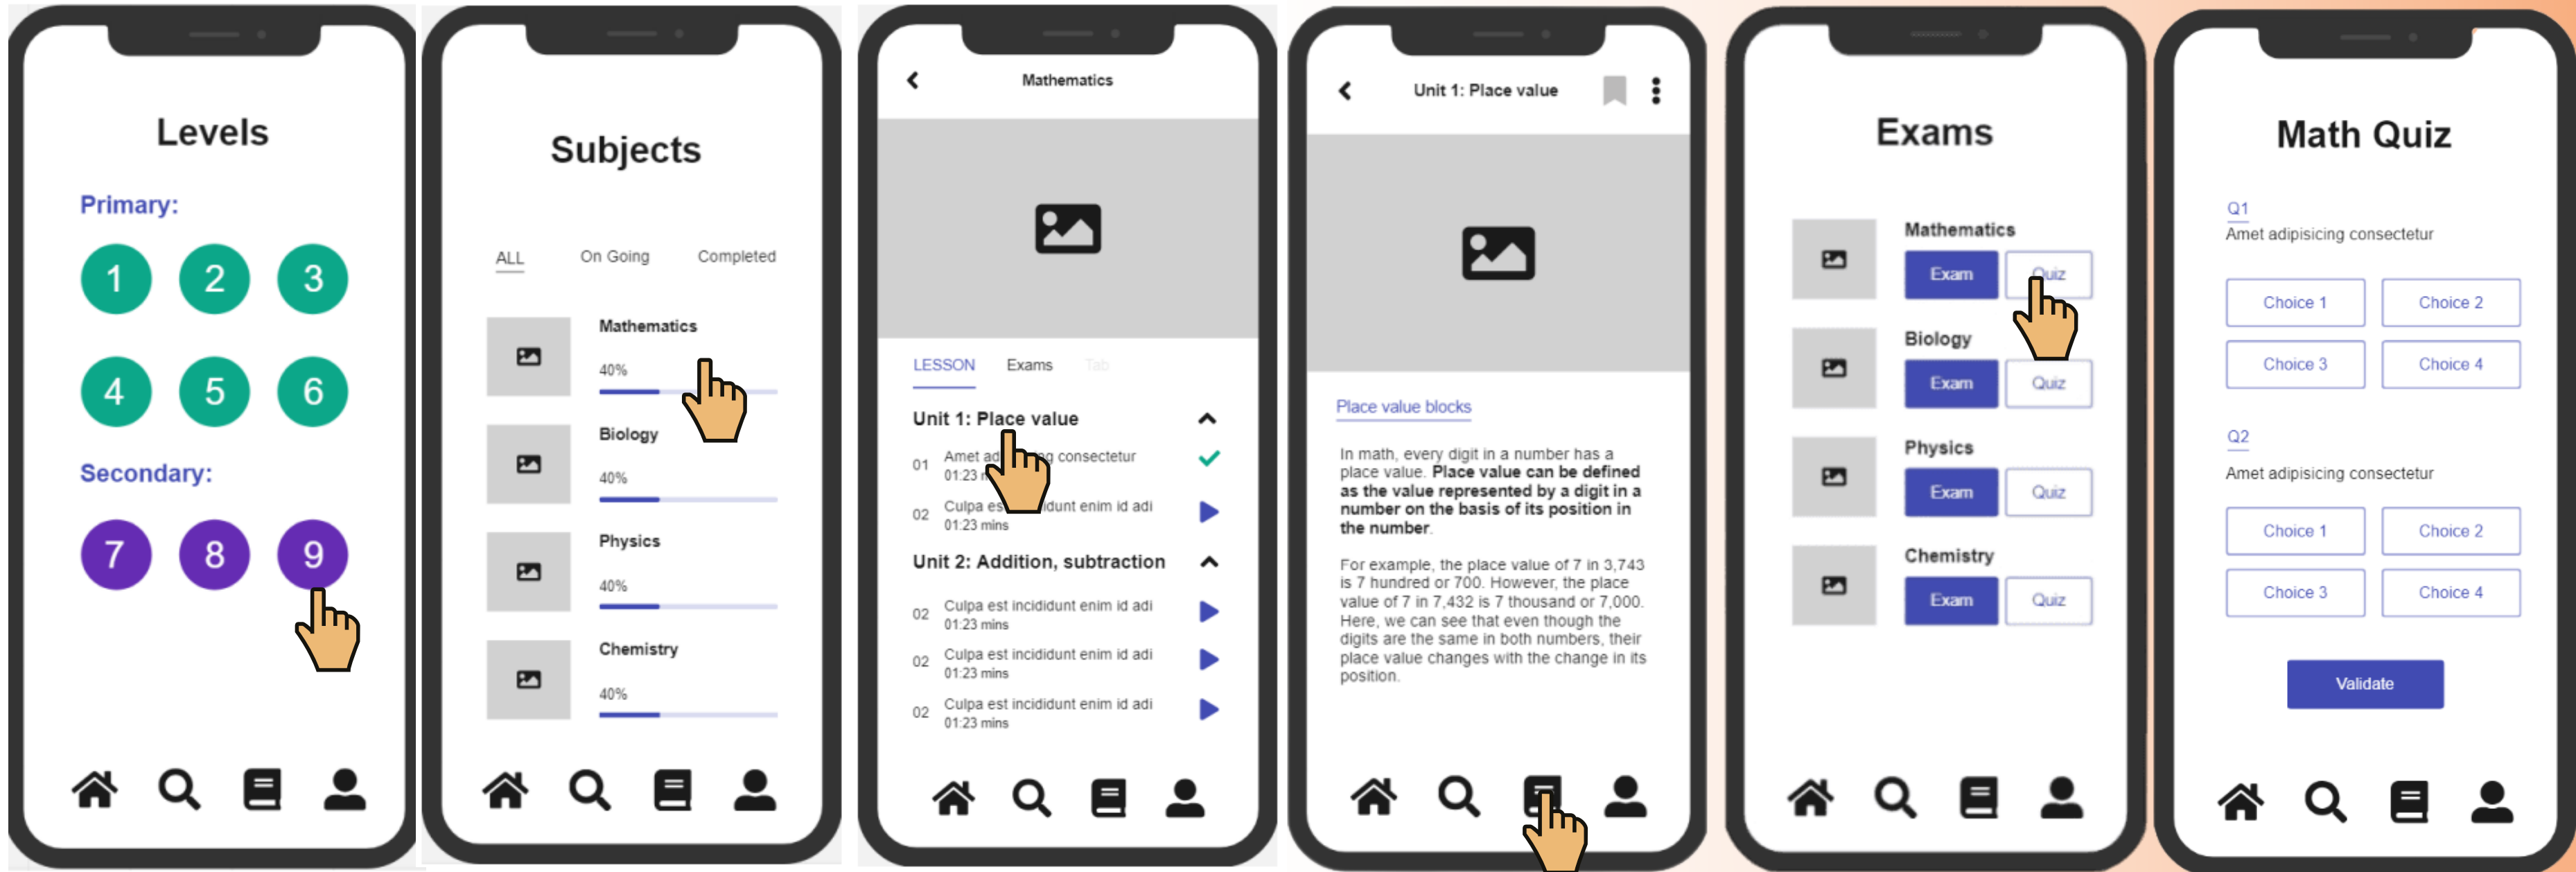 Levels
Primary:
1 2 3
4 5 6
Secondary:
7 8 9
Subjects
ALL On Going Completed
Mathematics
40%
Biology
40%
Physics
40%
Chemistry
40%
Mathematics
LESSON Exams Tab
Unit 1: Place value
01 Amet consectetur
01:23
02 Culpa enim id adi
01:23 mins
Unit 2: Addition, subtraction
02 Culpa est incididunt enim id adi
01:23 mins
02 Culpa est incididunt enim id adi
01:23 mins
02 Culpa est incididunt enim id adi
01:23 mins
Unit 1: Place value
Place value blocks
In math, every digit in a number has a
place value. Place value can be defined
as the value represented by a digit in a
number on the basis of its position in
the number.
For example, the place value of 7 in 3,743
is 7 hundred or 700. However, the place
value of 7 in 7,432 is 7 thousand or 7,000.
Here, we can see that even though the
digits are the same in both numbers, their
place value changes with the change in its
position.
Exams
Mathematics
Exam Quiz
Biology
Exam Quiz
Physics
Exam Quiz
Chemistry
Exam Quiz
Math Quiz
Q1
Amet adipisicing consectetur
Choice 1 Choice 2
Choice 3 Choice 4
Q2
Amet adipisicing consectetur
Choice 1 Choice 2
Choice 3 Choice 4
Validate